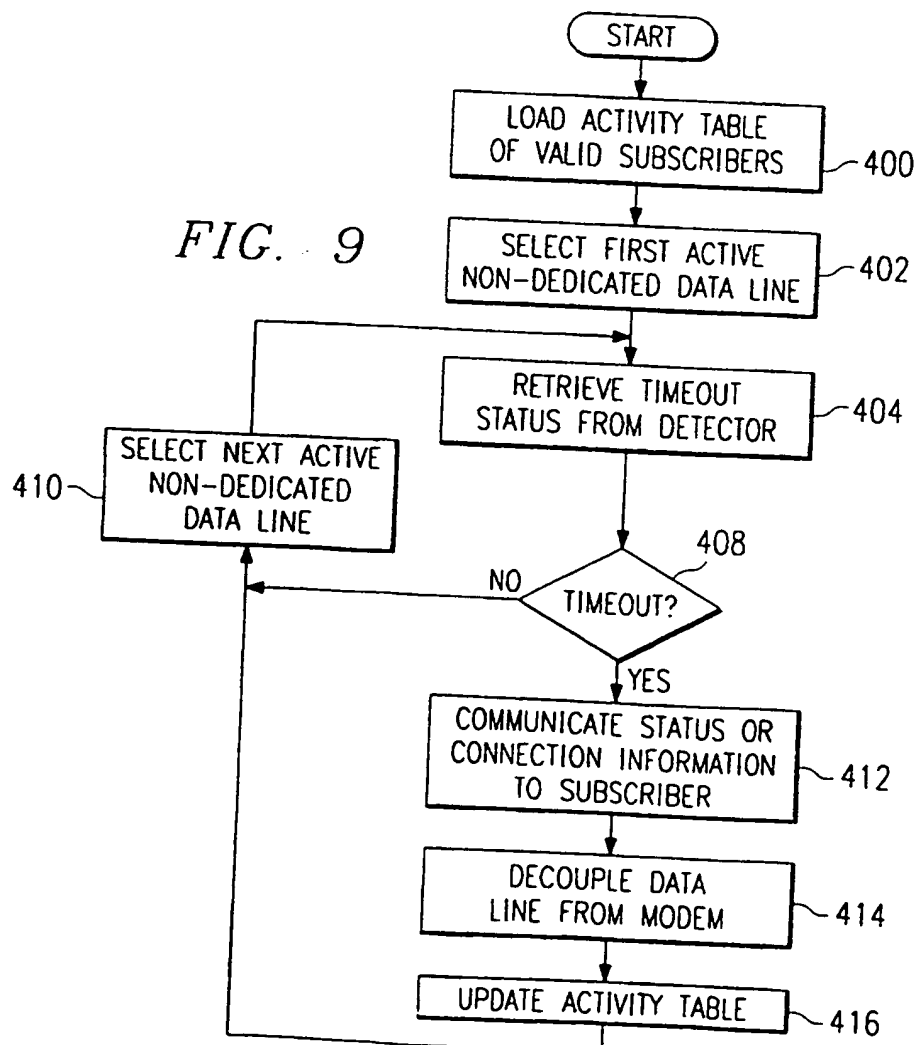 START
LOAD ACTIVITY TABLE
OF VALID SUBSCRIBERS
400
FIG. 9
SELECT FIRST ACTIVE
NON-DEDICATED DATA LINE
402
RETRIEVE TIMEOUT
STATUS FROM DETECTOR
404
SELECT NEXT ACTIVE
NON-DEDICATED
DATA LINE
410
408
NO
TIMEOUT?
YES
COMMUNICATE STATUS OR
CONNECTION INFORMATION
TO SUBSCRIBER
412
DECOUPLE DATA
LINE FROM MODEM
414
UPDATE ACTIVITY TABLE
416